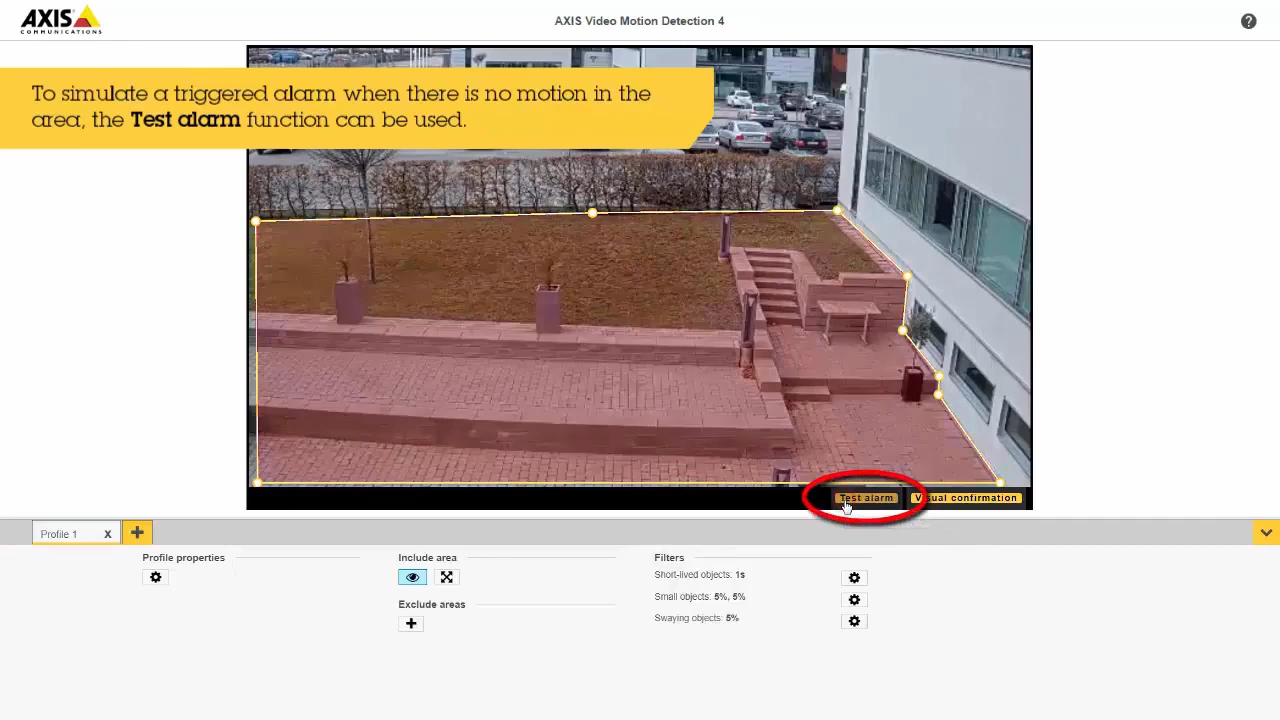 AXIS
COMMUNICATIONS
AXIS Video Motion Detection 4
To simulate a triggered alarm when there is no motion in the
area, the Test alarm function can be used.
Test alarm
Visual confirmation
Profile 1 x
Profile properties
Include area
Exclude areas
Filters
Short-lived objects: 1s
Small objects: 5%, 5%
Swaying objects: 5%